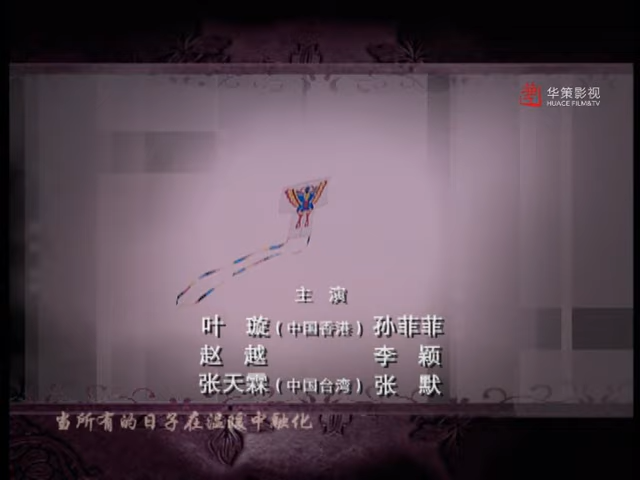 华策影视
HUACE FILM&TV
主 演
叶 璇(中国香港) 孙菲菲
赵 越 李 颖
张天霖(中国台湾) 张 默
当所有的日子在温暖中融化